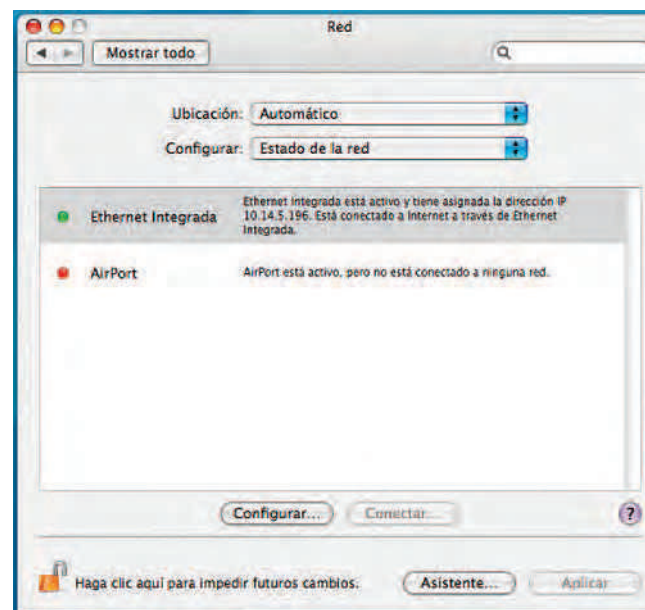 Red
Mostrar todo
Ubicación: Automático
Configurar: Estado de la red
Ethernet Integrada
Ethernet Integrada está activo y tiene asignada la dirección IP
10.14.5.196. Está conectado a Internet a través de Ethernet
Integrada.
AirPort
AirPort está activo, pero no está conectado a ninguna red.
Configurar...
Conectar...
?
Haga clic aquí para impedir futuros cambios.
Asistente...
Aplicar